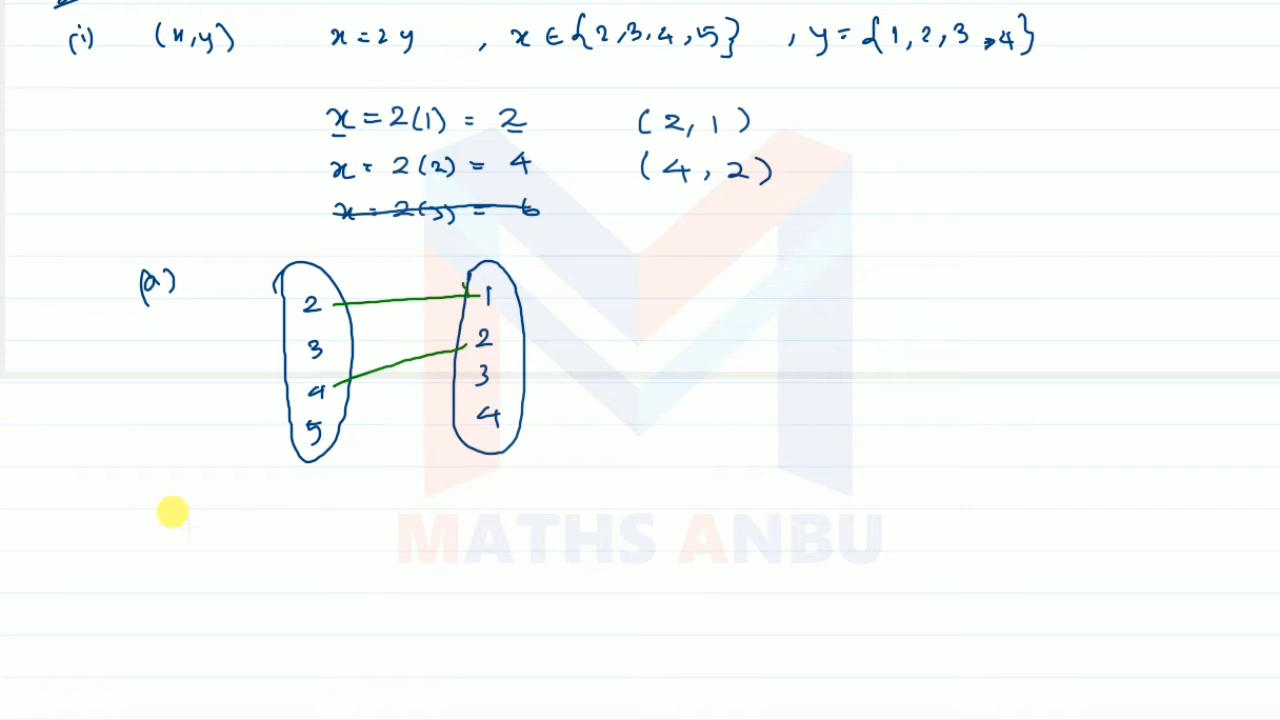 (i) (x,y) x = 2y , x ∈ {2,3,4,5} , y = {1,2,3,4}
x = 2(1) = 2 (2,1)
x = 2(2) = 4 (4,2)
x = 2(3) = 6
(a)
2 1
3 2
4 3
5 4
MATHS ANBU